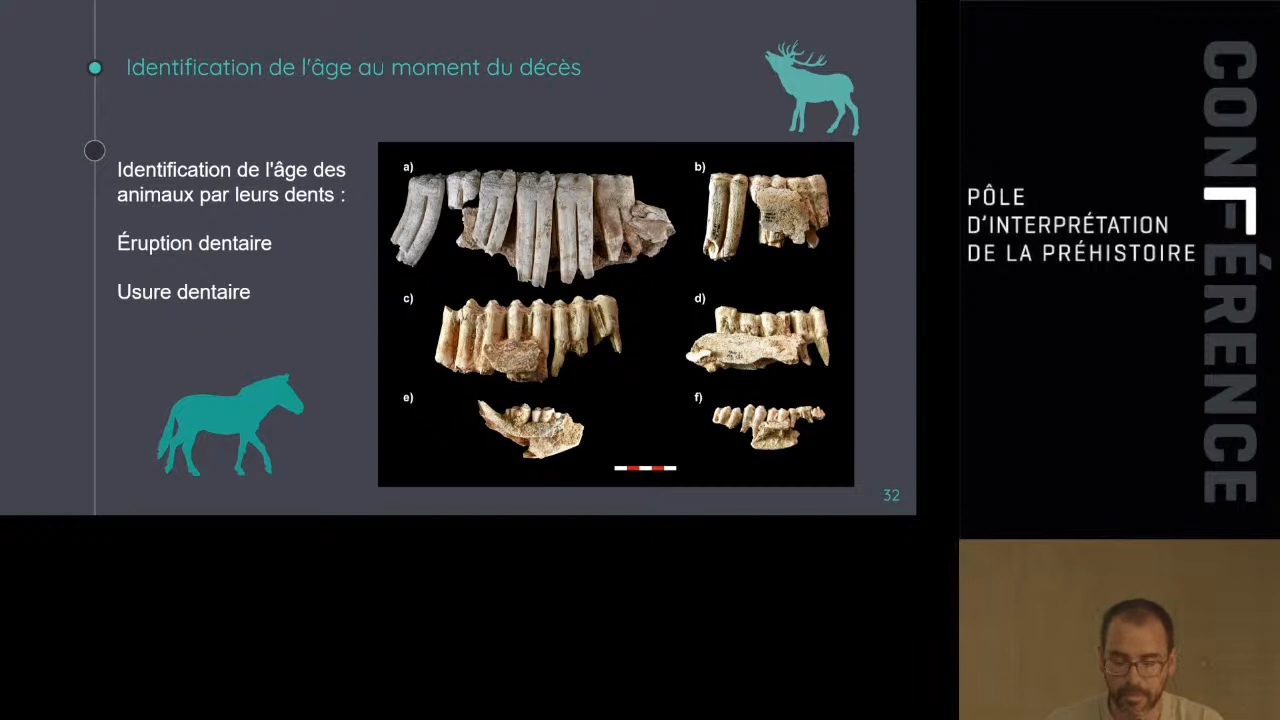 Identification de l'âge au moment du décès
Identification de l'âge des
animaux par leurs dents :
Éruption dentaire
Usure dentaire
a)
b)
c)
d)
e)
f)
32
PÔLE
D'INTERPRÉTATION
DE LA PRÉHISTOIRE
CONFÉRENCE